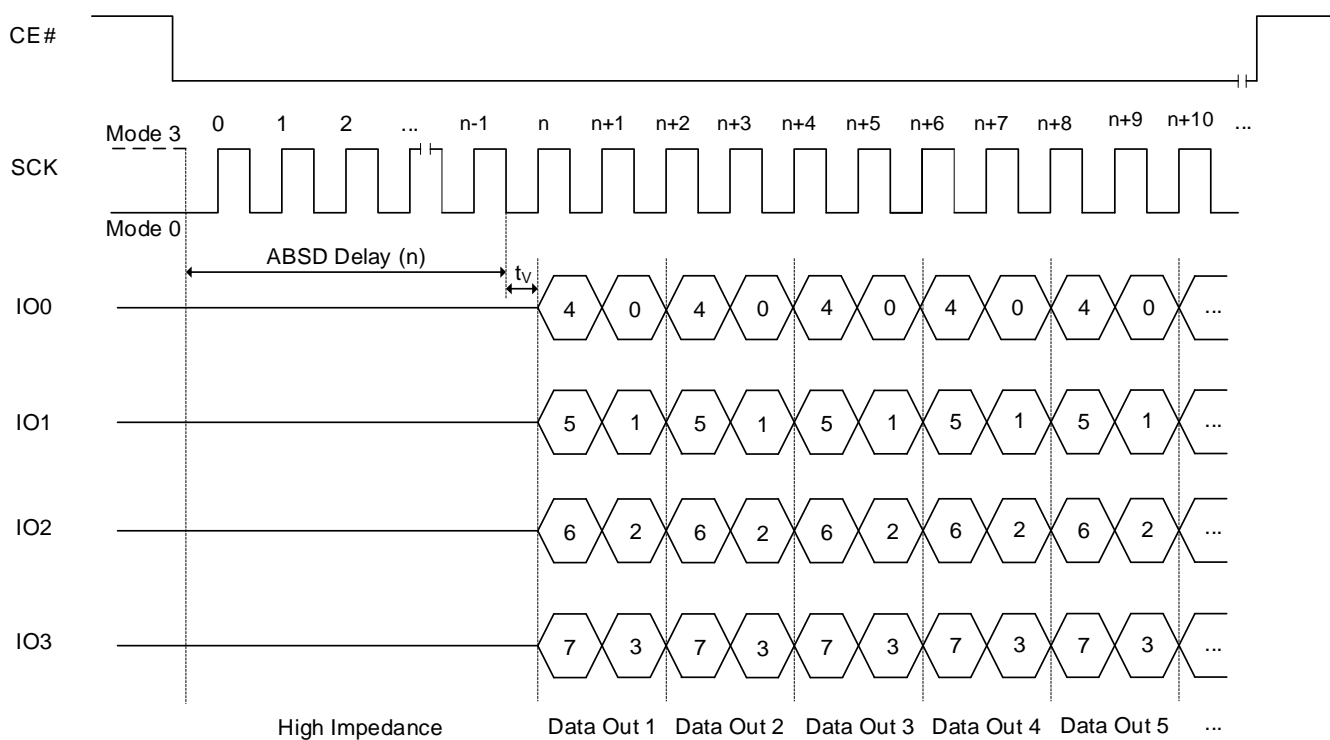 CE#
Mode 3
0 1 2 ... n-1 n n+1 n+2 n+3 n+4 n+5 n+6 n+7 n+8 n+9 n+10 ...
SCK
Mode 0
ABSD Delay (n)
tV
IO0
4 0 4 0 4 0 4 0 4 0 ...
IO1
5 1 5 1 5 1 5 1 5 1 ...
IO2
6 2 6 2 6 2 6 2 6 2 ...
IO3
7 3 7 3 7 3 7 3 7 3 ...
High Impedance Data Out 1 Data Out 2 Data Out 3 Data Out 4 Data Out 5 ...